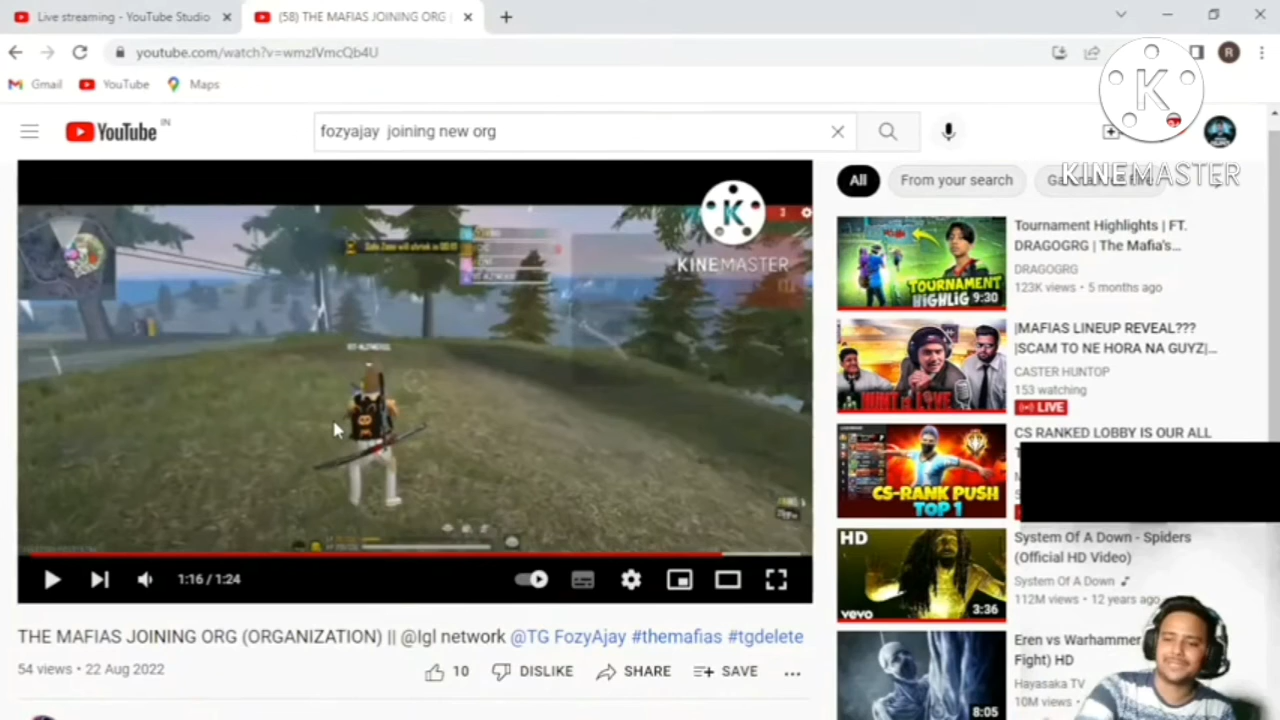 Live streaming - YouTube Studio
(58) THE MAFIAS JOINING ORG |
youtube.com/watch?v=wmzIVmcQb4U
R
Gmail
YouTube
Maps
K
KINEMASTER
YouTube IN
fozyajay joining new org
All
From your search
K
KINEMASTER
Safe Zone will shrink in
Tournament Highlights | FT.
DRAGOGRG | The Mafia's...
DRAGOGRG
123K views • 5 months ago
TOURNAMENT
HIGHLIG
9:30
|MAFIAS LINEUP REVEAL???
|SCAM TO NE HORA NA GUYZ|...
CASTER HUNTOP
153 watching
LIVE
CS RANKED LOBBY IS OUR ALL
CS-RANK PUSH
TOP 1
HD
vevo
3:36
System Of A Down - Spiders
(Official HD Video)
System Of A Down
112M views • 12 years ago
Eren vs Warhammer
Fight) HD
Hayasaka TV
10M views •
8:05
1:16 / 1:24
THE MAFIAS JOINING ORG (ORGANIZATION) || @lgl network @TG FozyAjay #themafias #tgdelete
54 views • 22 Aug 2022
10
DISLIKE
SHARE
SAVE